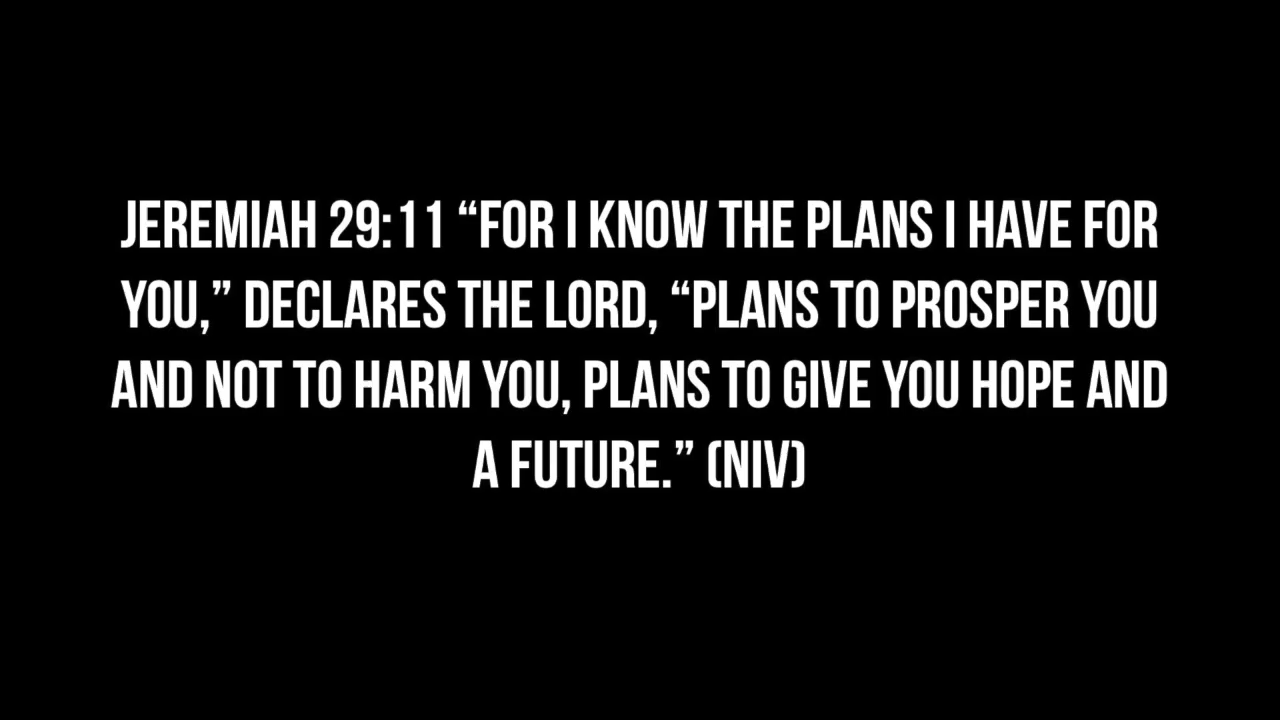 JEREMIAH 29:11 “FOR I KNOW THE PLANS I HAVE FOR
YOU,” DECLARES THE LORD, “PLANS TO PROSPER YOU
AND NOT TO HARM YOU, PLANS TO GIVE YOU HOPE AND
A FUTURE.” (NIV)